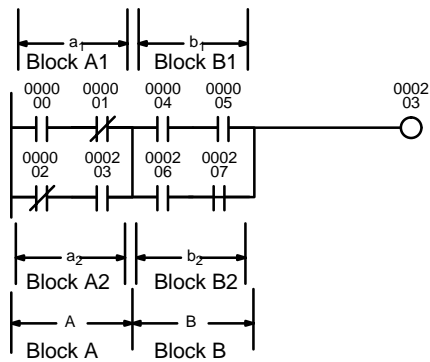 a1 b1
Block A1 Block B1
0000 0000 0000 0000 0002
00 01 04 05 03
0000 0002 0002 0002
02 03 06 07
a2 b2
Block A2 Block B2
A B
Block A Block B